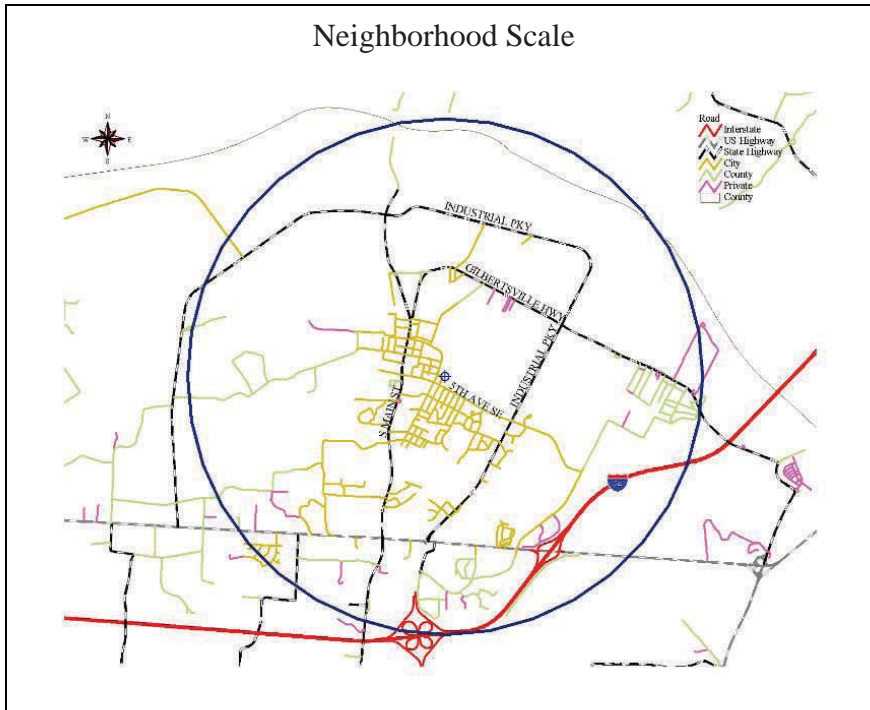 Neighborhood Scale
N
W
E
S
Road
Interstate
US Highway
State Highway
City
County
Private
County
INDUSTRIAL PKY
GILBERTSVILLE HWY
INDUSTRIAL PKY
5TH AVE SE
S MAIN ST
24